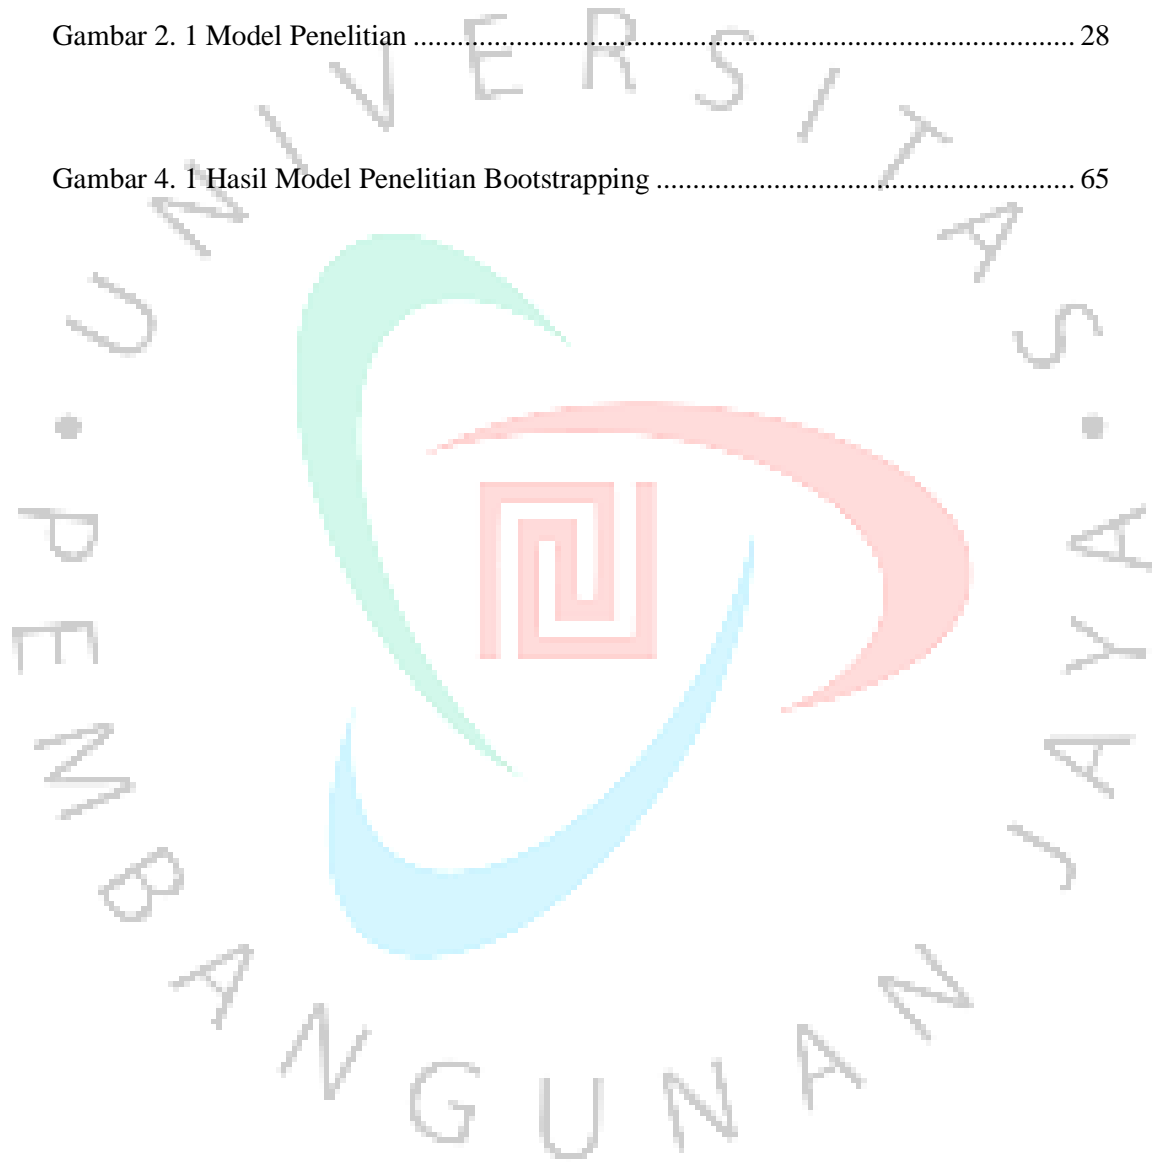 Gambar 2. 1 Model Penelitian ........................................................................................... 28
Gambar 4. 1 Hasil Model Penelitian Bootstrapping ......................................................... 65
UNIVERSITAS • PEMBANGUNAN JAYA •